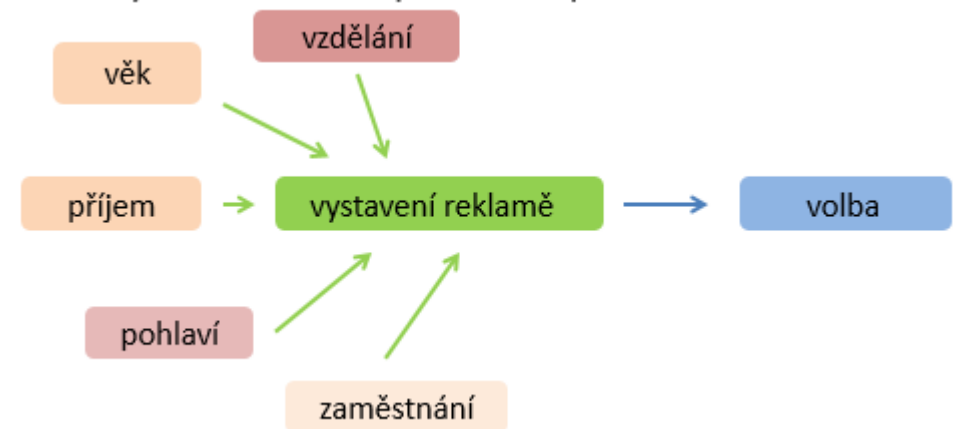 vzdělání
věk
příjem
vystavení reklamě
volba
pohlaví
zaměstnání